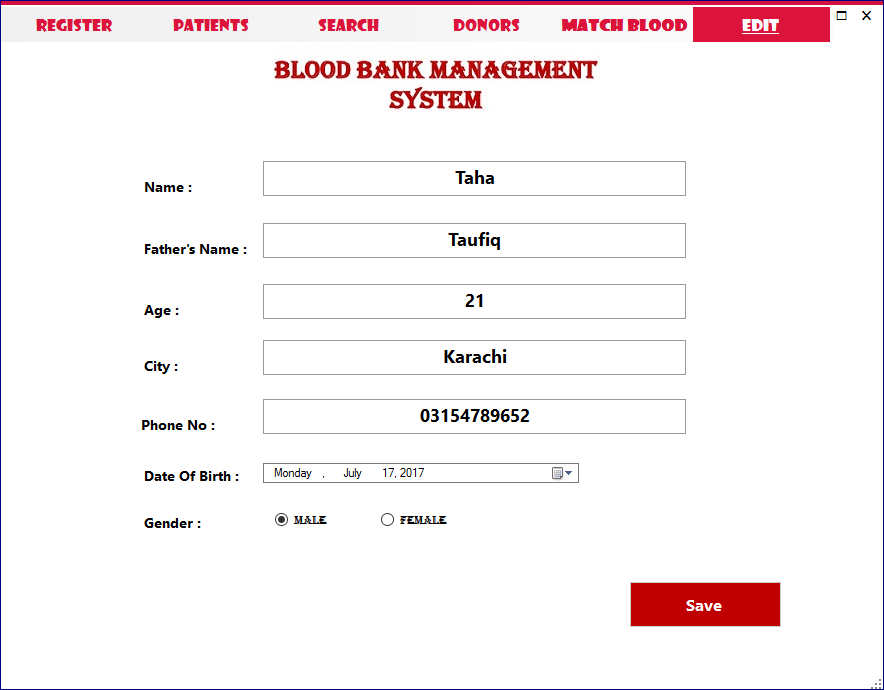 REGISTER PATIENTS SEARCH DONORS MATCH BLOOD EDIT
BLOOD BANK MANAGEMENT
SYSTEM
Name : Taha
Father's Name : Taufiq
Age : 21
City : Karachi
Phone No : 03154789652
Date Of Birth : Monday , July 17, 2017
Gender : MALE FEMALE
Save